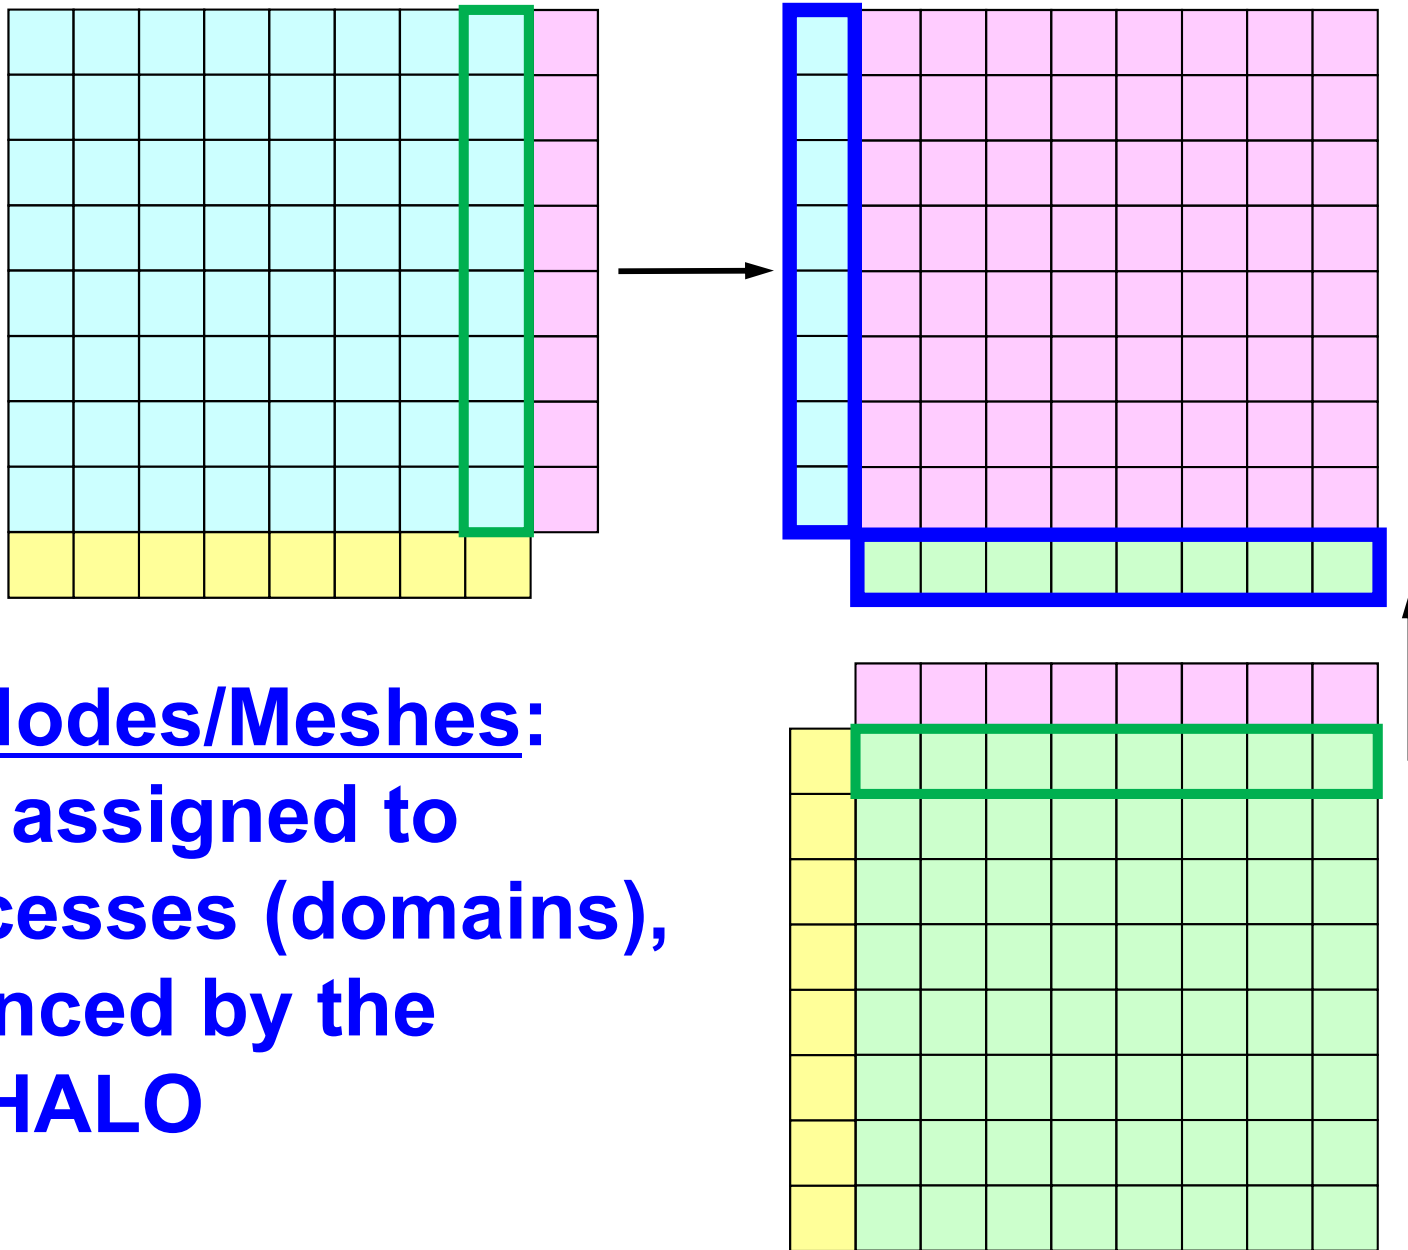 lodes/Meshes:
assigned to
cesses (domains),
nced by the
HALO